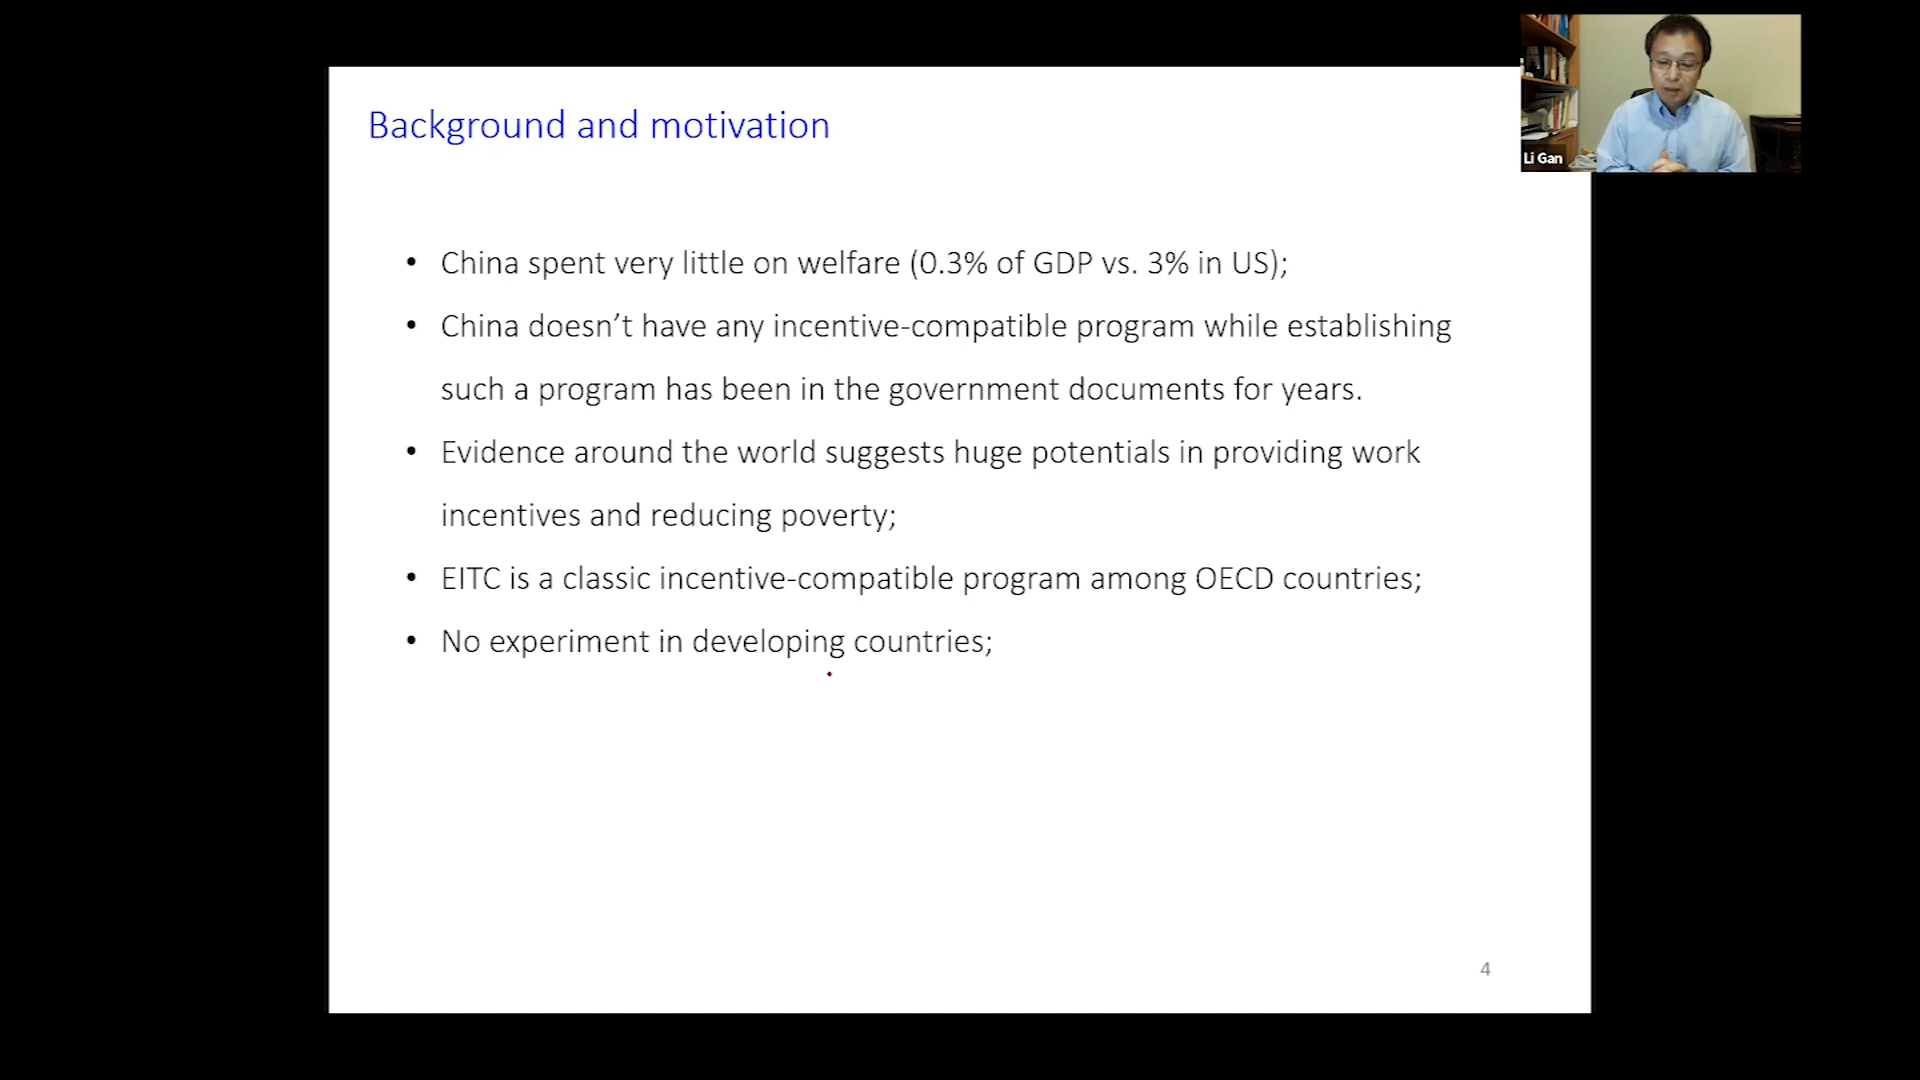 Background and motivation
Li Gan
• China spent very little on welfare (0.3% of GDP vs. 3% in US);
• China doesn’t have any incentive-compatible program while establishing
such a program has been in the government documents for years.
• Evidence around the world suggests huge potentials in providing work
incentives and reducing poverty;
• EITC is a classic incentive-compatible program among OECD countries;
• No experiment in developing countries;
4